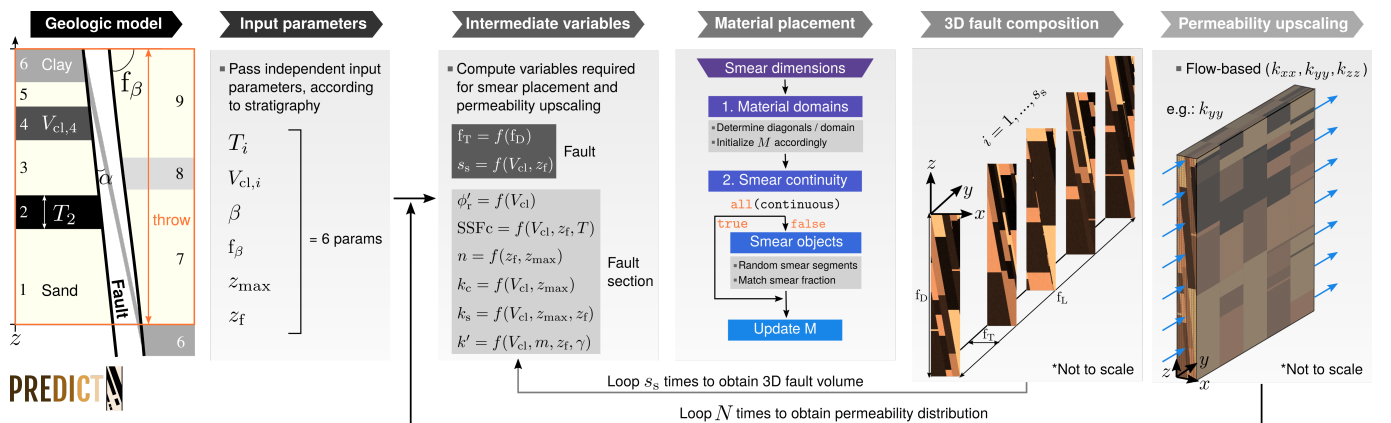 Geologic model
Input parameters
Intermediate variables
Material placement
3D fault composition
Permeability upscaling
z
6 Clay
5
4 V_cl,4
3
2 T_2
1 Sand
f_β
α
Fault
9
8
throw
7
6
z
PREDICT
Pass independent input
parameters, according
to stratigraphy
T_i
V_cl,i
β
f_β
z_max
z_f
= 6 params
Compute variables required
for smear placement and
permeability upscaling
f_T = f(f_D)
s_s = f(V_cl, z_f)
Fault
ϕ'_r = f(V_cl)
SSFc = f(V_cl, z_f, T)
n = f(z_f, z_max)
k_c = f(V_cl, z_max)
k_s = f(V_cl, z_max, z_f)
k' = f(V_cl, m, z_f, γ)
Fault
section
Smear dimensions
1. Material domains
Determine diagonals / domain
Initialize M accordingly
2. Smear continuity
all(continuous)
true false
Smear objects
Random smear segments
Match smear fraction
Update M
i = 1, ..., s_s
z
y
x
f_D
f_L
f_T
*Not to scale
Flow-based (k_xx, k_yy, k_zz)
e.g.: k_yy
z
y
x
*Not to scale
Loop s_s times to obtain 3D fault volume
Loop N times to obtain permeability distribution